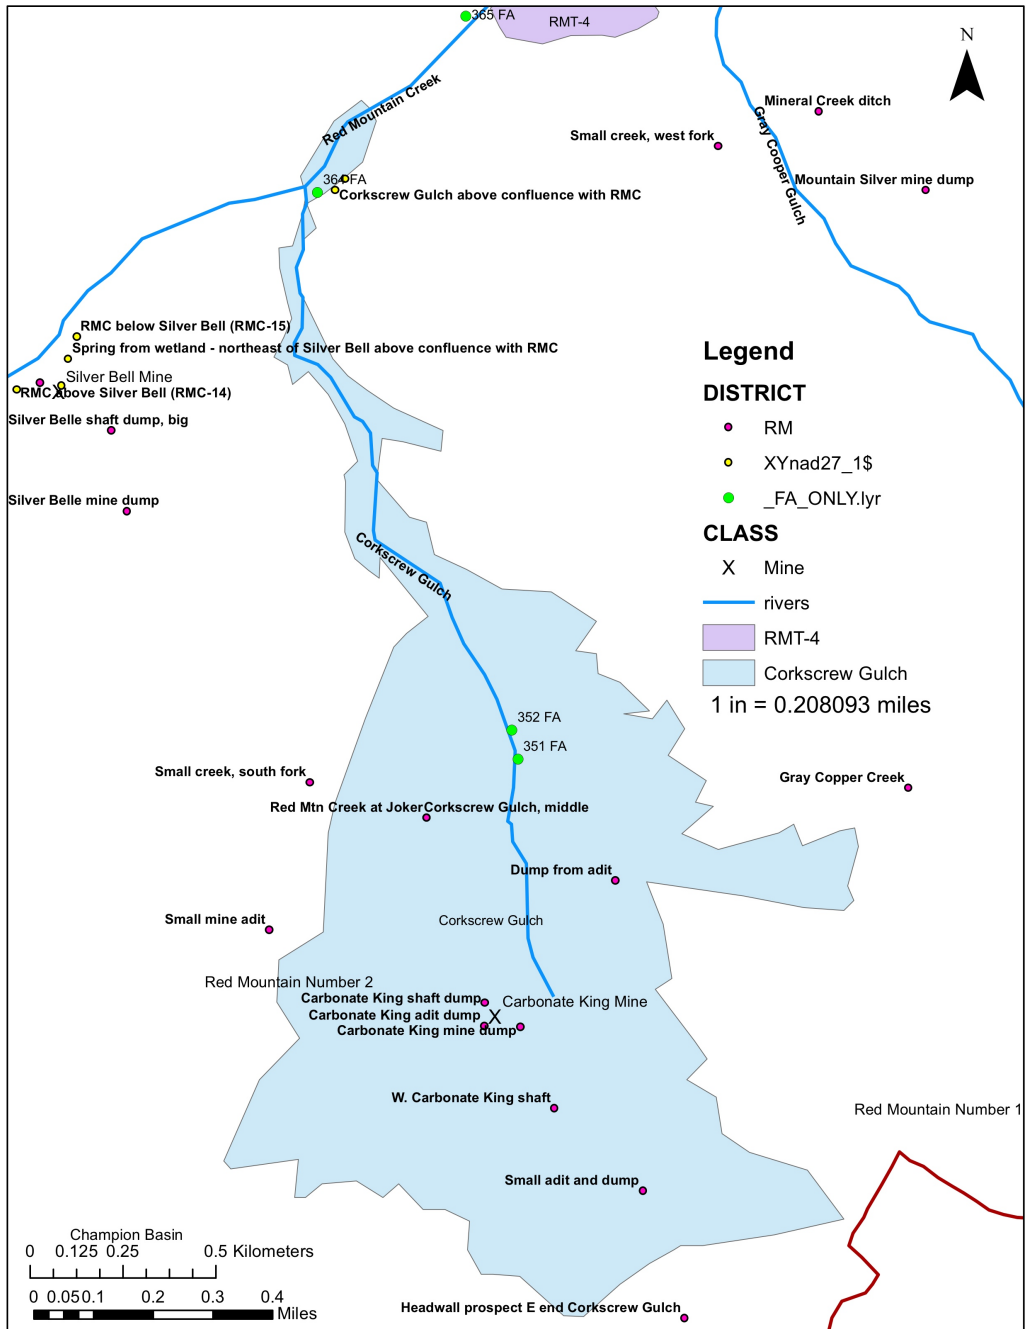 365 FA
RMT-4
N
Red Mountain Creek
Mineral Creek ditch
Small creek, west fork
Gray Cooper Gulch
Mountain Silver mine dump
364 FA
Corkscrew Gulch above confluence with RMC
RMC below Silver Bell (RMC-15)
Spring from wetland - northeast of Silver Bell above confluence with RMC
Silver Bell Mine
X
RMC above Silver Bell (RMC-14)
Silver Belle shaft dump, big
Silver Belle mine dump
Corkscrew Gulch
Legend
DISTRICT
RM
XYnad27_1$
_FA_ONLY.lyr
CLASS
X Mine
rivers
RMT-4
Corkscrew Gulch
1 in = 0.208093 miles
352 FA
351 FA
Small creek, south fork
Gray Copper Creek
Red Mtn Creek at JokerCorkscrew Gulch, middle
Dump from adit
Small mine adit
Corkscrew Gulch
Red Mountain Number 2
Carbonate King shaft dump
Carbonate King Mine
Carbonate King adit dump
X
Carbonate King mine dump
W. Carbonate King shaft
Red Mountain Number 1
Small adit and dump
Champion Basin
0 0.125 0.25 0.5 Kilometers
0 0.05 0.1 0.2 0.3 0.4
Miles
Headwall prospect E end Corkscrew Gulch